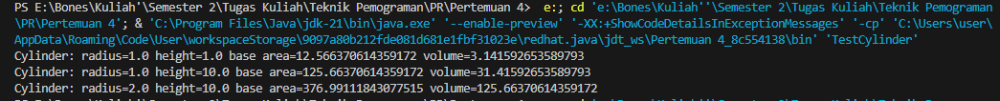 PS E:\Bones\Kuliah'\Semester 2\Tugas Kuliah\Teknik Pemograman\PR\Pertemuan 4>  e:; cd 'e:\Bones\Kuliah''\Semester 2\Tugas Kuliah\Teknik Pemograman
\PR\Pertemuan 4'; & 'C:\Program Files\Java\jdk-21\bin\java.exe' '--enable-preview' '-XX:+ShowCodeDetailsInExceptionMessages' '-cp' 'C:\Users\user\
AppData\Roaming\Code\User\workspaceStorage\9097a80b212fde081d681e1fbf31023e\redhat.java\jdt_ws\Pertemuan 4_8c554138\bin' 'TestCylinder'
Cylinder: radius=1.0 height=1.0 base area=12.566370614359172 volume=3.141592653589793
Cylinder: radius=1.0 height=10.0 base area=125.66370614359172 volume=31.41592653589793
Cylinder: radius=2.0 height=10.0 base area=376.99111843077515 volume=125.66370614359172